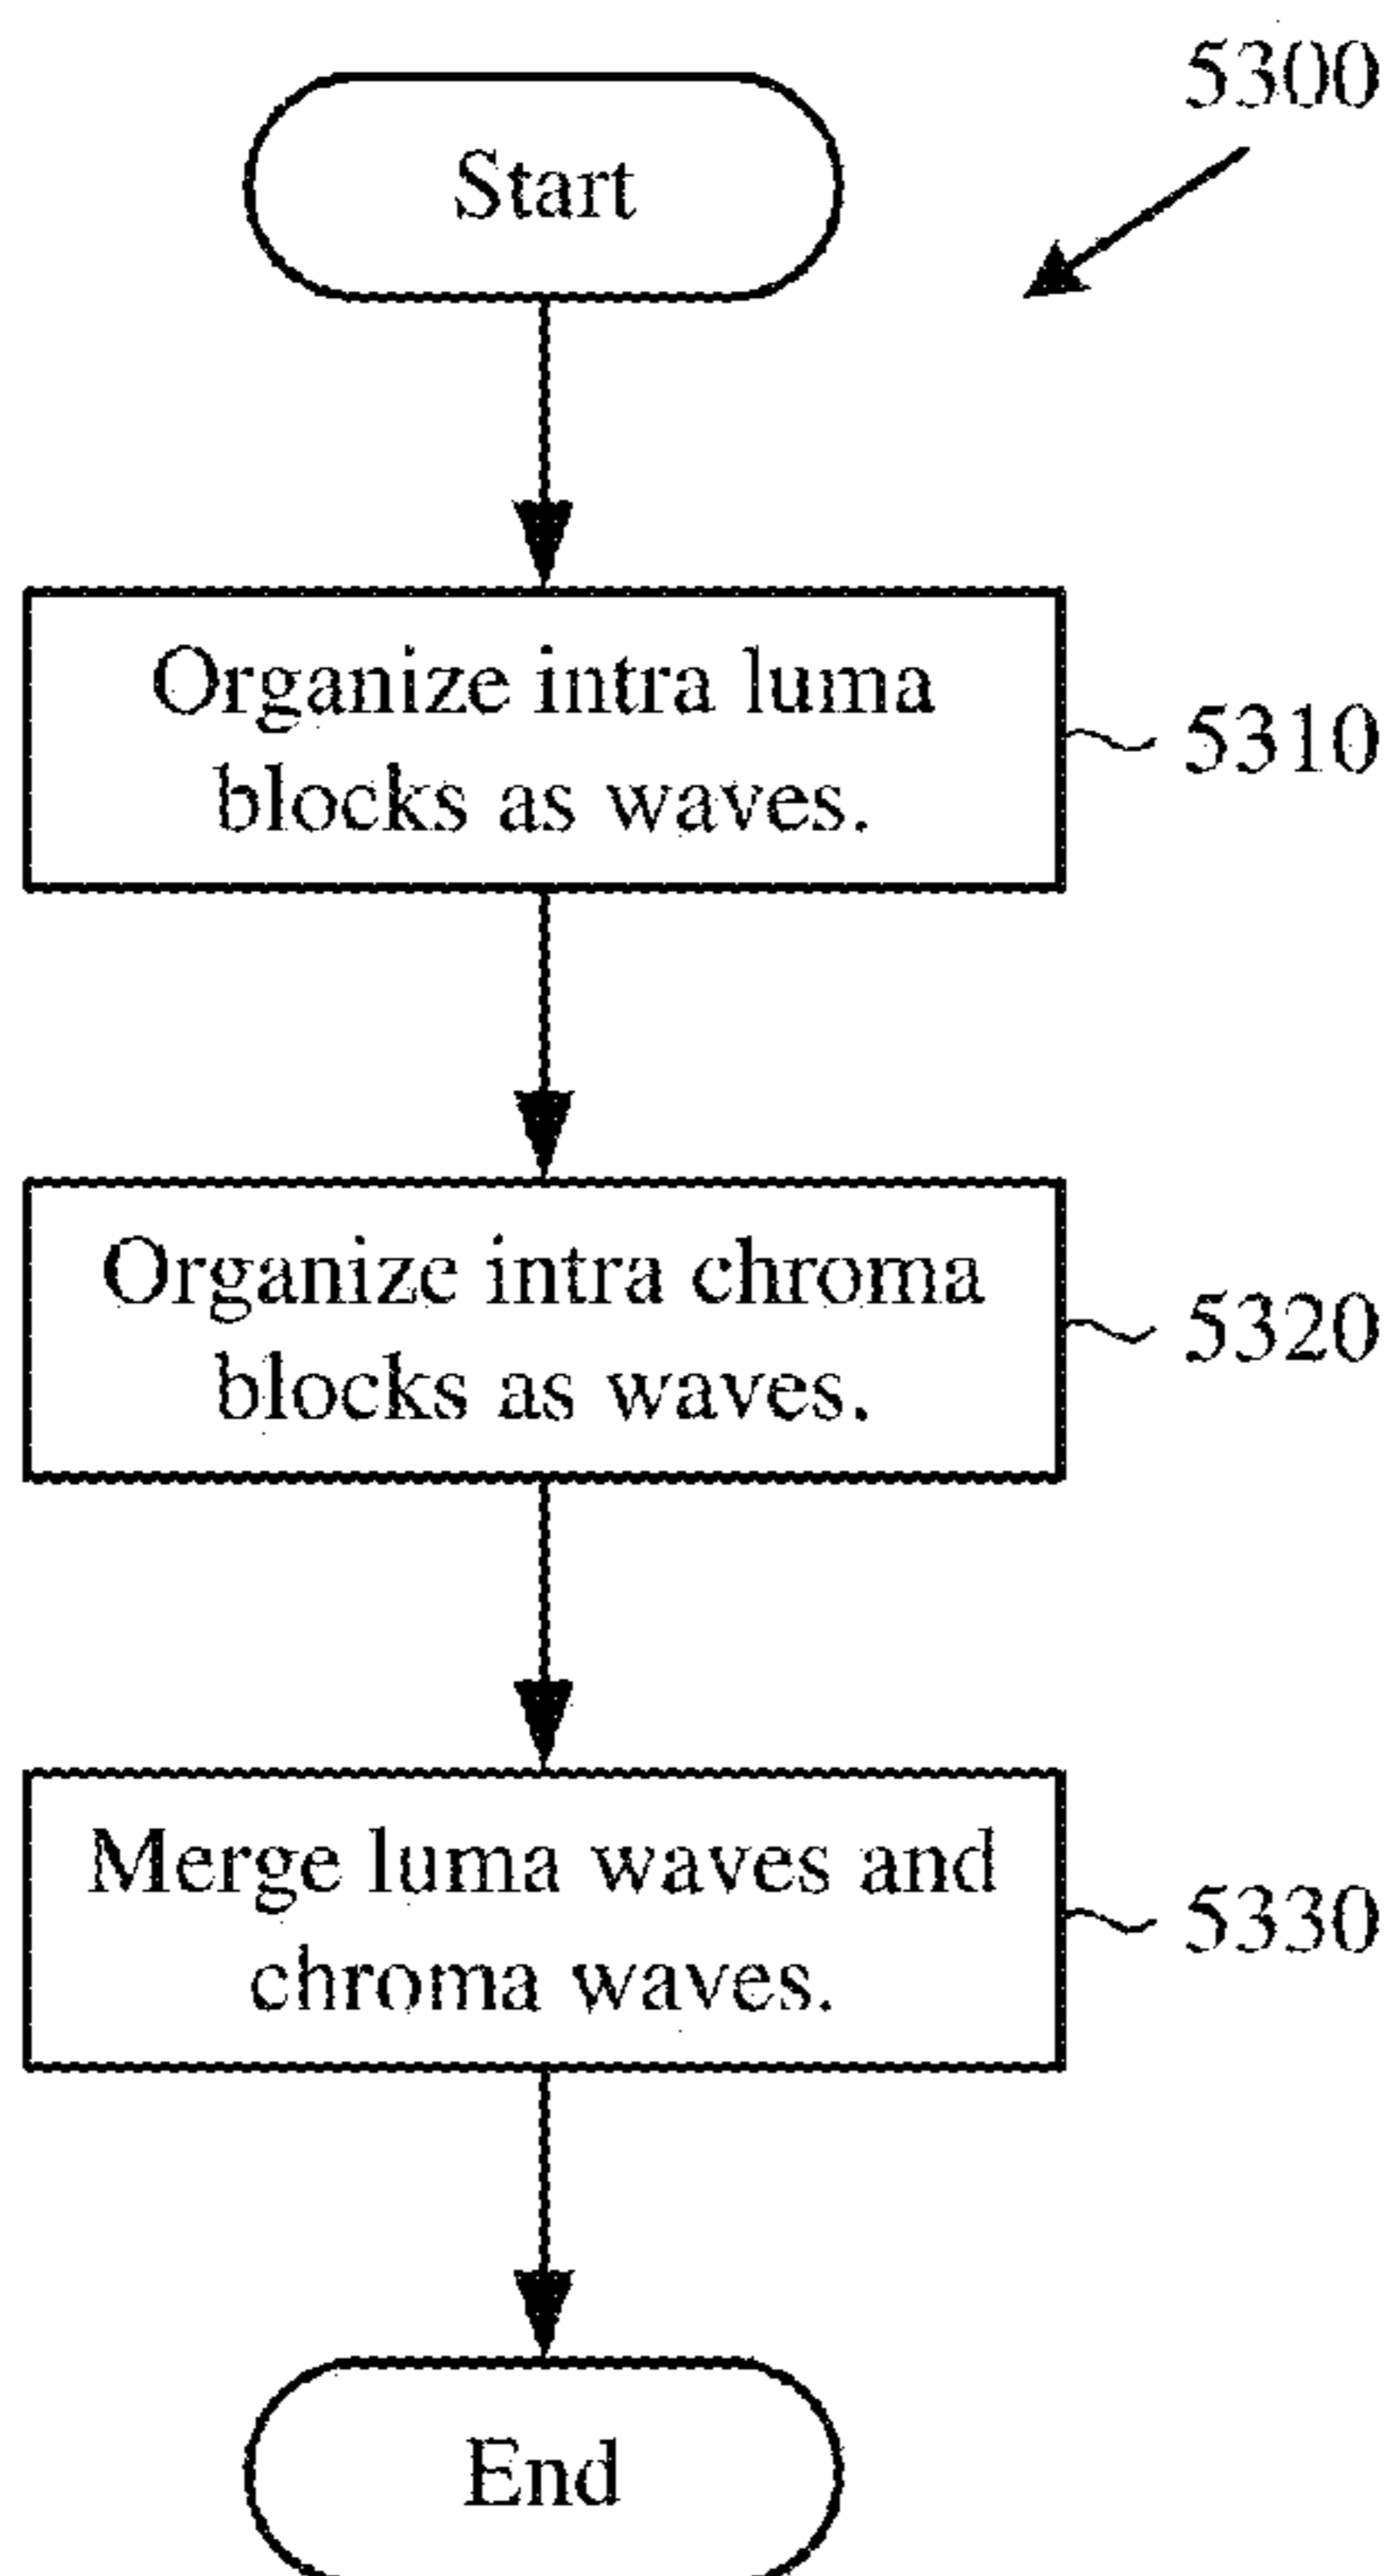 5300
Start
Organize intra luma
blocks as waves.
5310
Organize intra chroma
blocks as waves.
5320
Merge luma waves and
chroma waves.
5330
End